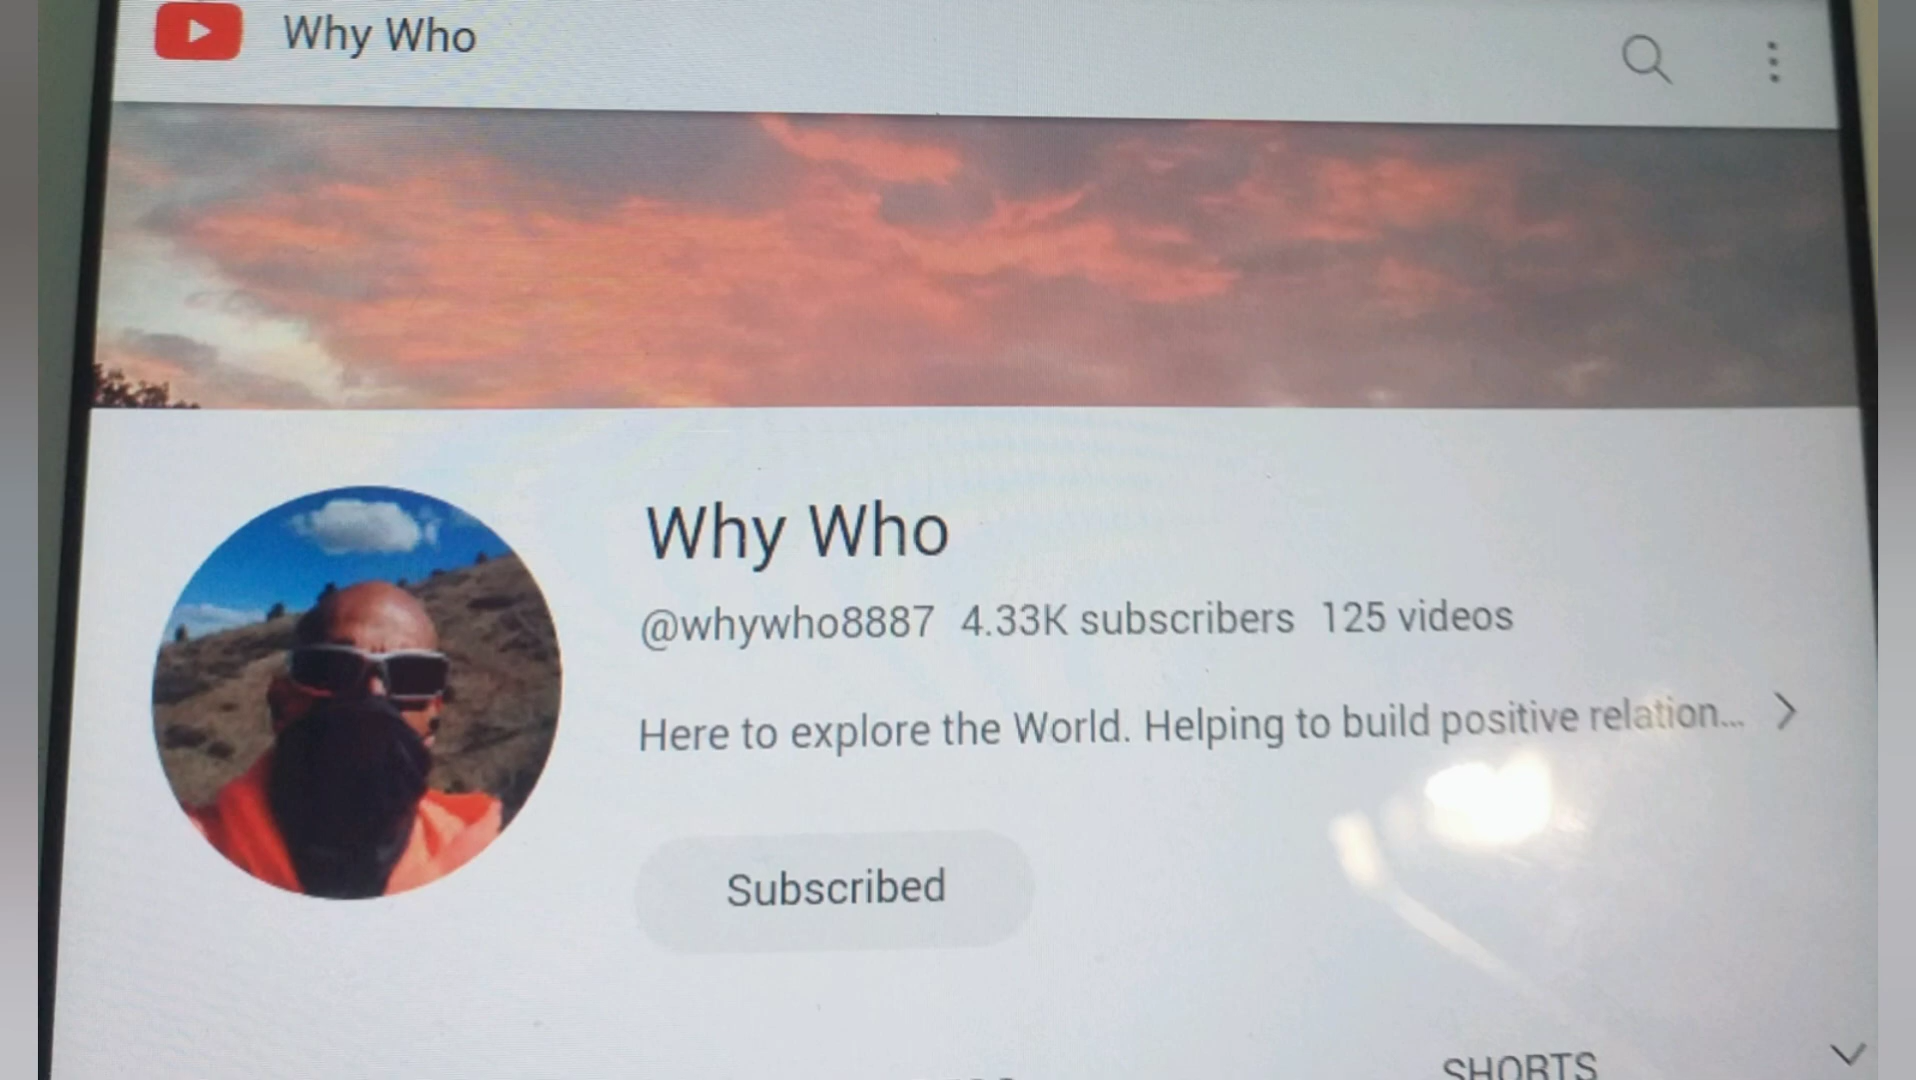 Why Who
Why Who
@whywho8887 4.33K subscribers 125 videos
Here to explore the World. Helping to build positive relation...
Subscribed
SHORTS